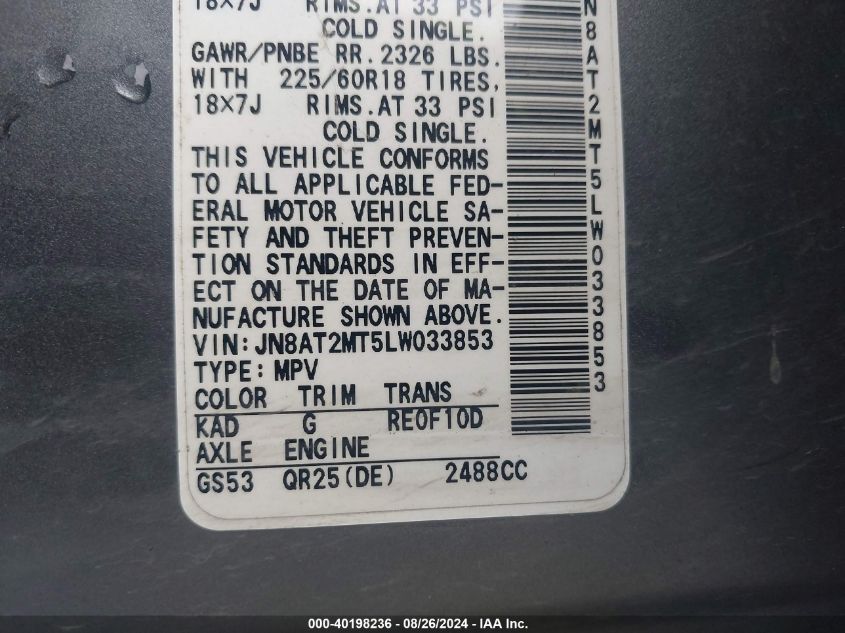 18X7J RIMS.AT 33 PSI
COLD SINGLE.
GAWR/PNBE RR. 2326 LBS.
WITH 225/60R18 TIRES,
18X7J RIMS.AT 33 PSI
COLD SINGLE.
THIS VEHICLE CONFORMS
TO ALL APPLICABLE FED-
ERAL MOTOR VEHICLE SA-
FETY AND THEFT PREVEN-
TION STANDARDS IN EFF-
ECT ON THE DATE OF MA-
NUFACTURE SHOWN ABOVE.
VIN:JN8AT2MT5LW033853
TYPE:MPV
COLOR TRIM TRANS
KAD G RE0F10D
AXLE ENGINE
GS53 QR25(DE) 2488CC
N8AT2MT5LW033853
000-40198236 - 08/26/2024 - IAA Inc.